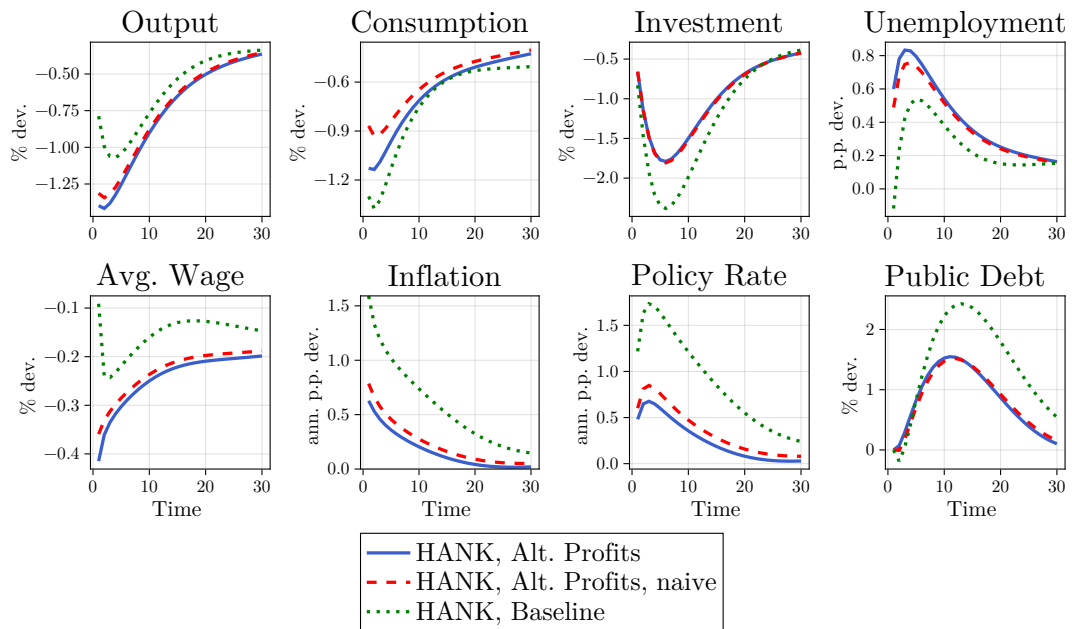 Output
Consumption
Investment
Unemployment
% dev.
−0.50
−0.75
−1.00
−1.25
0
10
20
30
% dev.
−0.6
−0.9
−1.2
0
10
20
30
% dev.
−0.5
−1.0
−1.5
−2.0
0
10
20
30
p.p. dev.
0.8
0.6
0.4
0.2
0.0
0
10
20
30
Avg. Wage
Inflation
Policy Rate
Public Debt
% dev.
−0.1
−0.2
−0.3
−0.4
0
10
20
30
Time
ann. p.p. dev.
1.5
1.0
0.5
0.0
0
10
20
30
Time
ann. p.p. dev.
1.5
1.0
0.5
0.0
0
10
20
30
Time
% dev.
2
1
0
0
10
20
30
Time
HANK, Alt. Profits
HANK, Alt. Profits, naive
HANK, Baseline